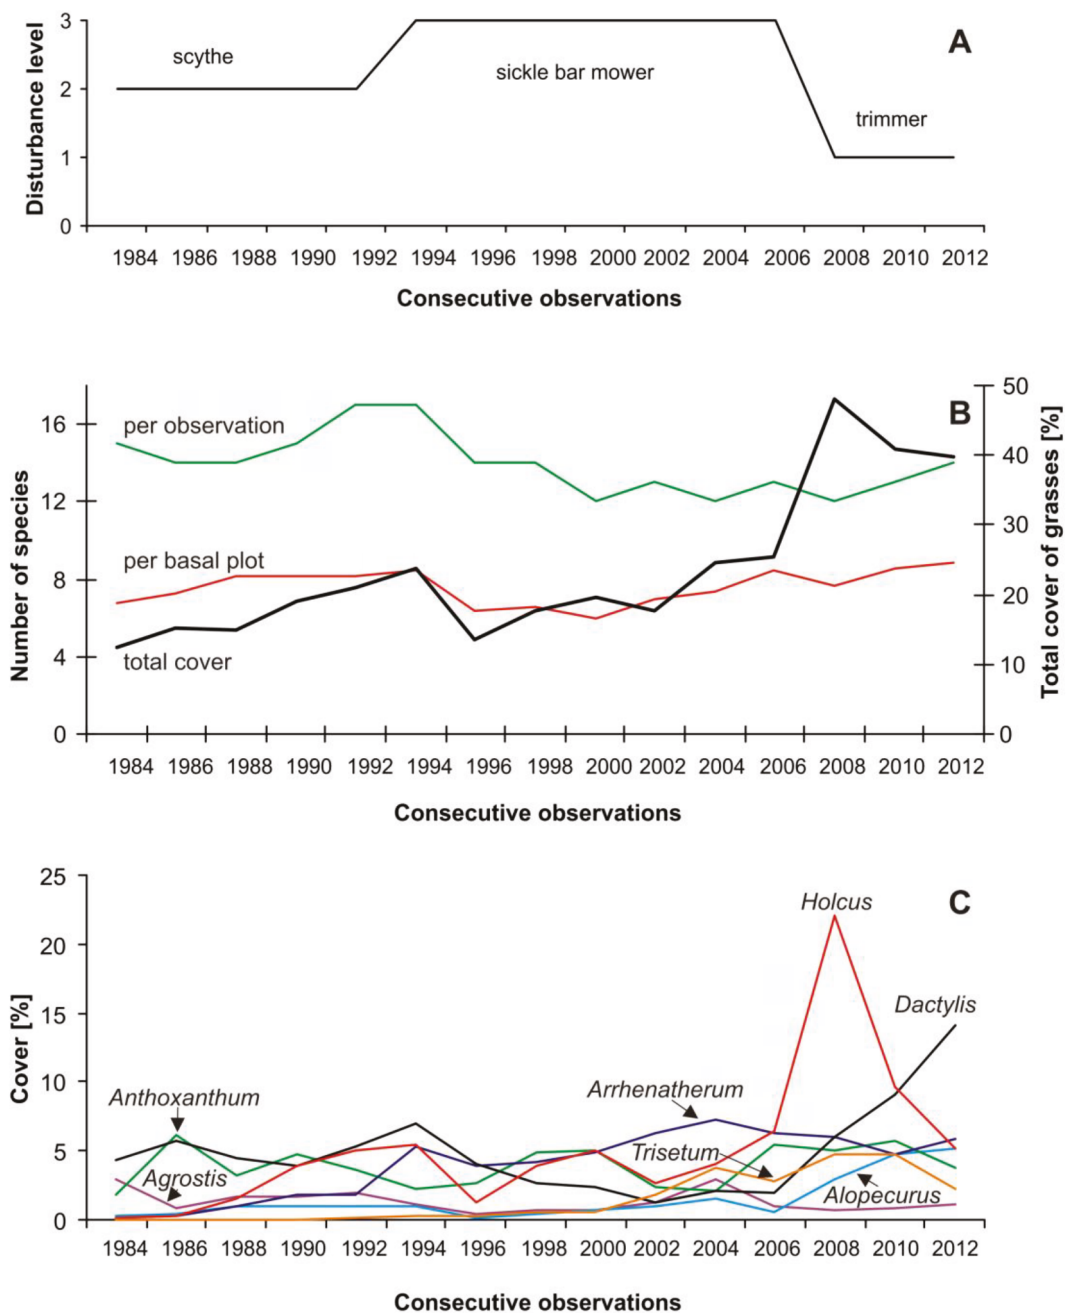 A
Disturbance level
3
2
1
0
scythe
sickle bar mower
trimmer
1984 1986 1988 1990 1992 1994 1996 1998 2000 2002 2004 2006 2008 2010 2012
Consecutive observations
B
Number of species
16
12
8
4
0
per observation
per basal plot
total cover
50
40
30
20
10
0
Total cover of grasses [%]
1984 1986 1988 1990 1992 1994 1996 1998 2000 2002 2004 2006 2008 2010 2012
Consecutive observations
C
Cover [%]
25
20
15
10
5
0
Holcus
Dactylis
Anthoxanthum
Arrhenatherum
Agrostis
Trisetum
Alopecurus
1984 1986 1988 1990 1992 1994 1996 1998 2000 2002 2004 2006 2008 2010 2012
Consecutive observations